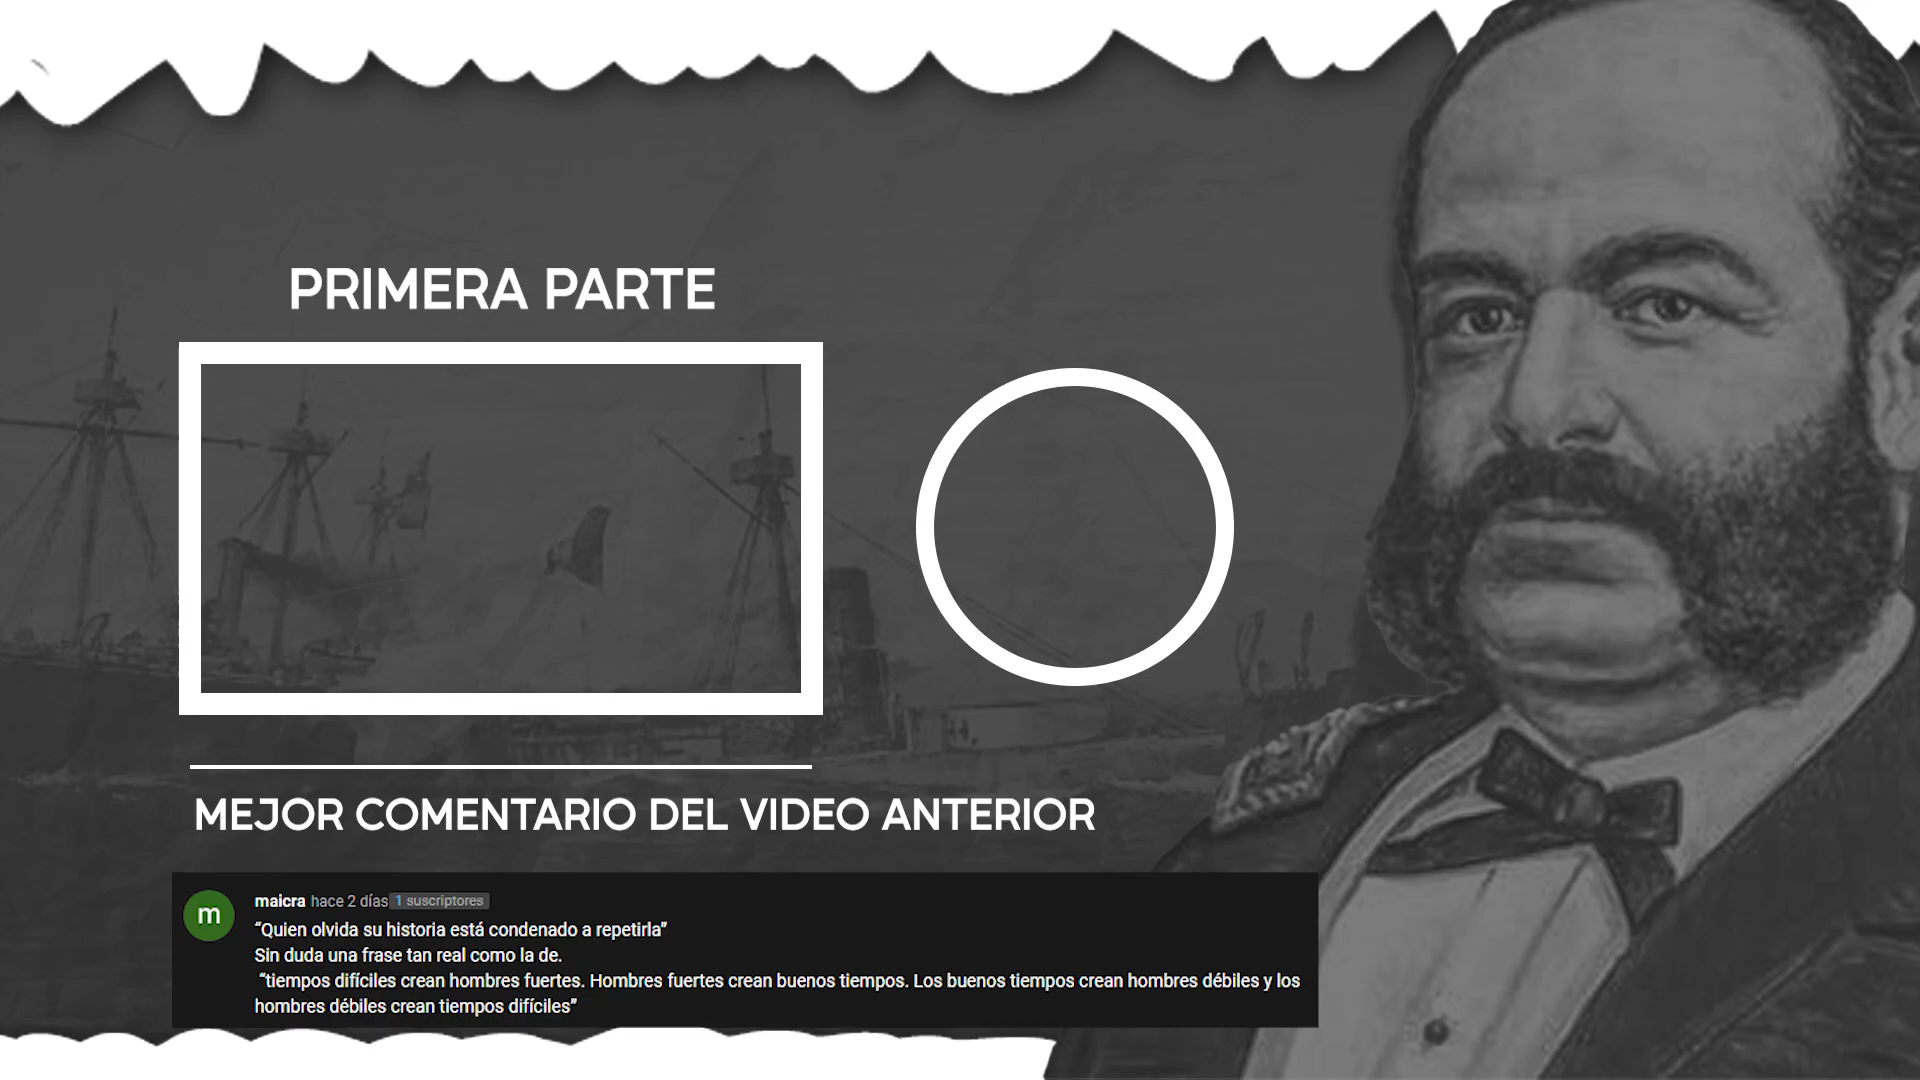 PRIMERA PARTE
MEJOR COMENTARIO DEL VIDEO ANTERIOR
m
maicra hace 2 días 1 suscriptores
“Quien olvida su historia está condenado a repetirla”
Sin duda una frase tan real como la de.
“tiempos difíciles crean hombres fuertes. Hombres fuertes crean buenos tiempos. Los buenos tiempos crean hombres débiles y los
hombres débiles crean tiempos difíciles”